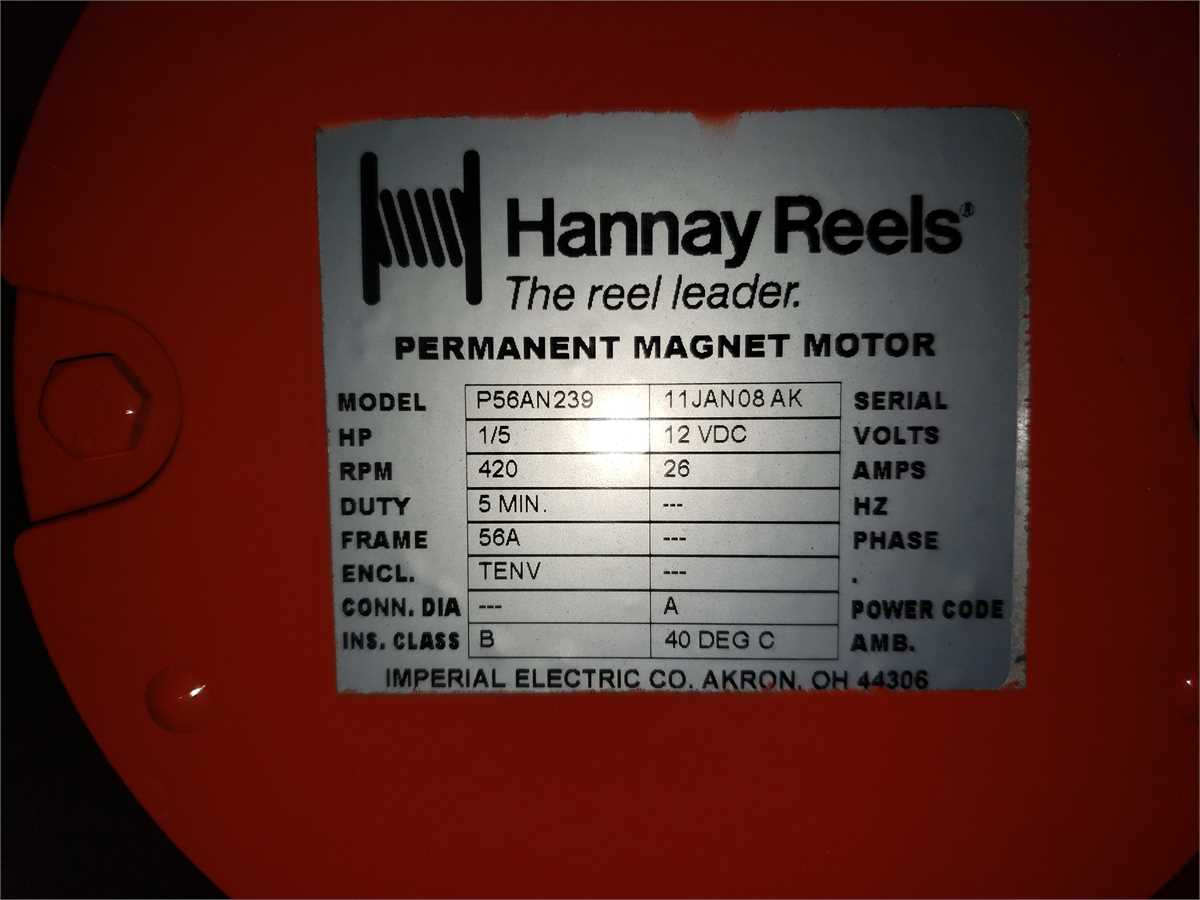 Hannay Reels®
The reel leader.
PERMANENT MAGNET MOTOR
MODEL P56AN239 11JAN08 AK SERIAL
HP 1/5 12 VDC VOLTS
RPM 420 26 AMPS
DUTY 5 MIN. --- HZ
FRAME 56A --- PHASE
ENCL. TENV --- .
CONN. DIA --- A POWER CODE
INS. CLASS B 40 DEG C AMB.
IMPERIAL ELECTRIC CO. AKRON, OH 44306